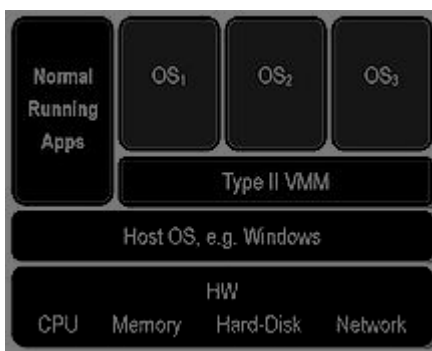 Normal
Running
Apps
OS₁
OS₂
OS₃
Type II VMM
Host OS, e.g. Windows
HW
CPU Memory Hard-Disk Network